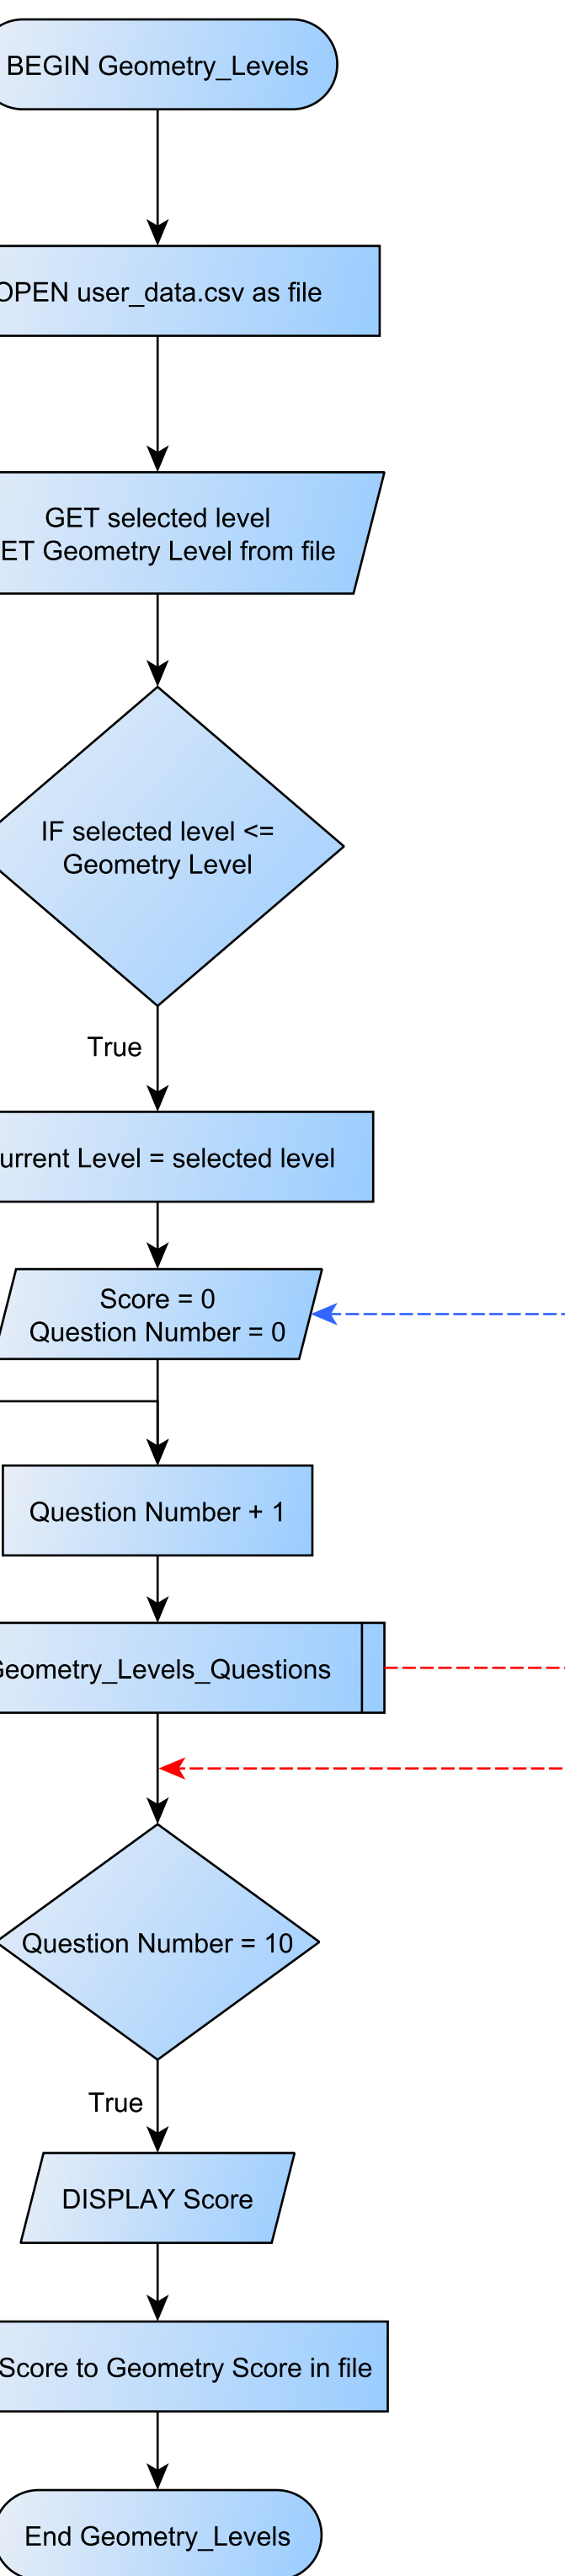 BEGIN Geometry_Levels
OPEN user_data.csv as file
GET selected level
ET Geometry Level from file
IF selected level <=
Geometry Level
True
urrent Level = selected level
Score = 0
Question Number = 0
Question Number + 1
Geometry_Levels_Questions
Question Number = 10
True
DISPLAY Score
Score to Geometry Score in file
End Geometry_Levels